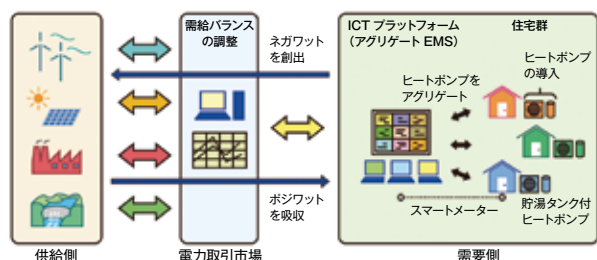 需給バランス
の調整
ネガワット
を創出
ポジワット
を吸収
ICT プラットフォーム
（アグリゲート EMS）
住宅群
ヒートポンプ
の導入
ヒートポンプを
アグリゲート
スマートメーター
貯湯タンク付
ヒートポンプ
供給側
電力取引市場
需要側